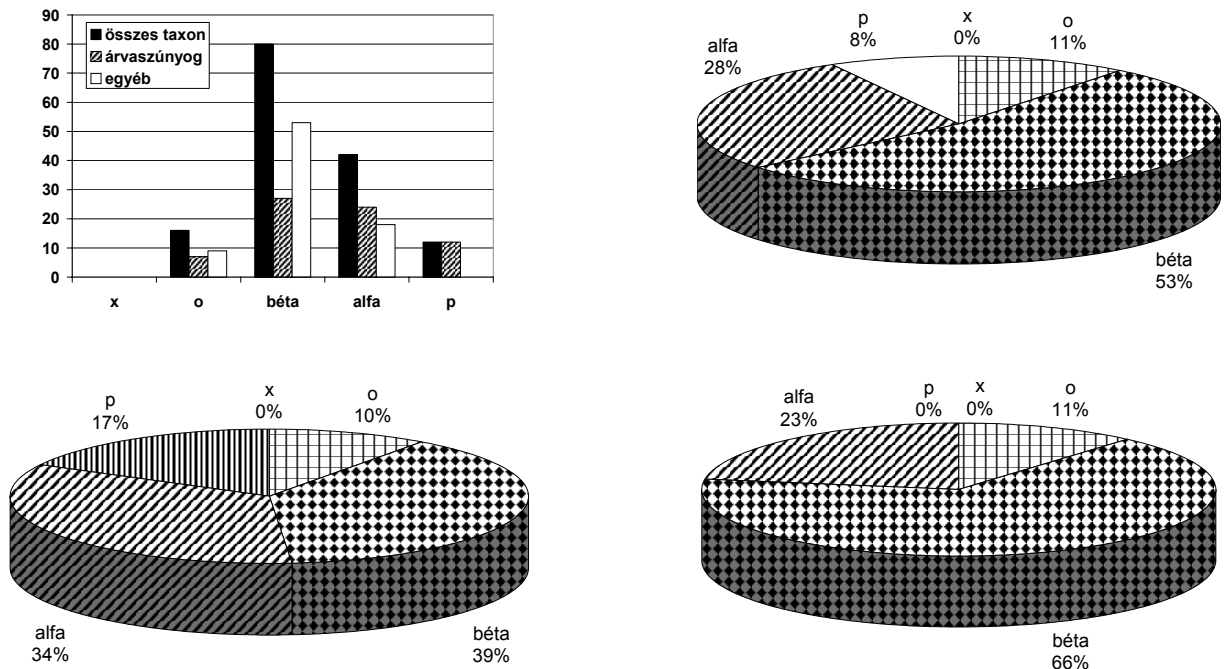 90
80
70
60
50
40
30
20
10
0
összes taxon
árvaszúnyog
egyéb
x o béta alfa p
x
0%
o
11%
béta
53%
alfa
28%
p
8%
x
0%
o
10%
béta
39%
alfa
34%
p
17%
x
0%
o
11%
béta
66%
alfa
23%
p
0%